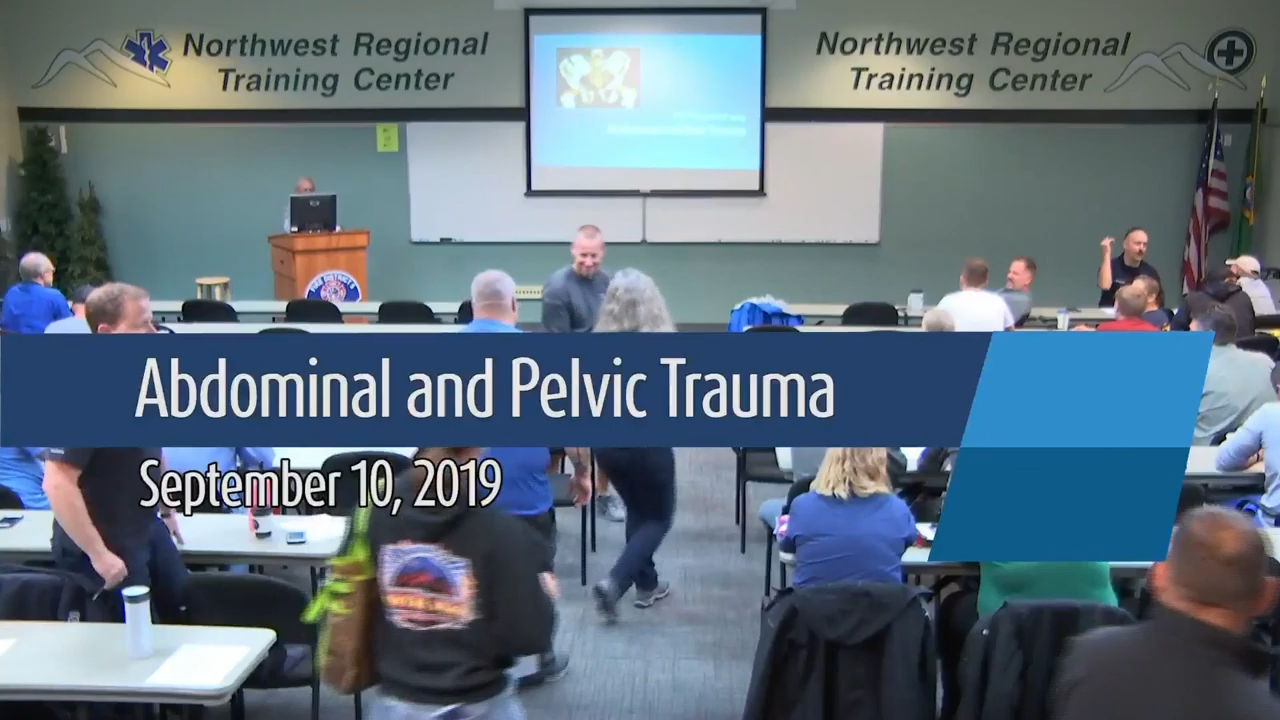 Northwest Regional
Training Center
Northwest Regional
Training Center
Abdominal and Pelvic Trauma
September 10, 2019